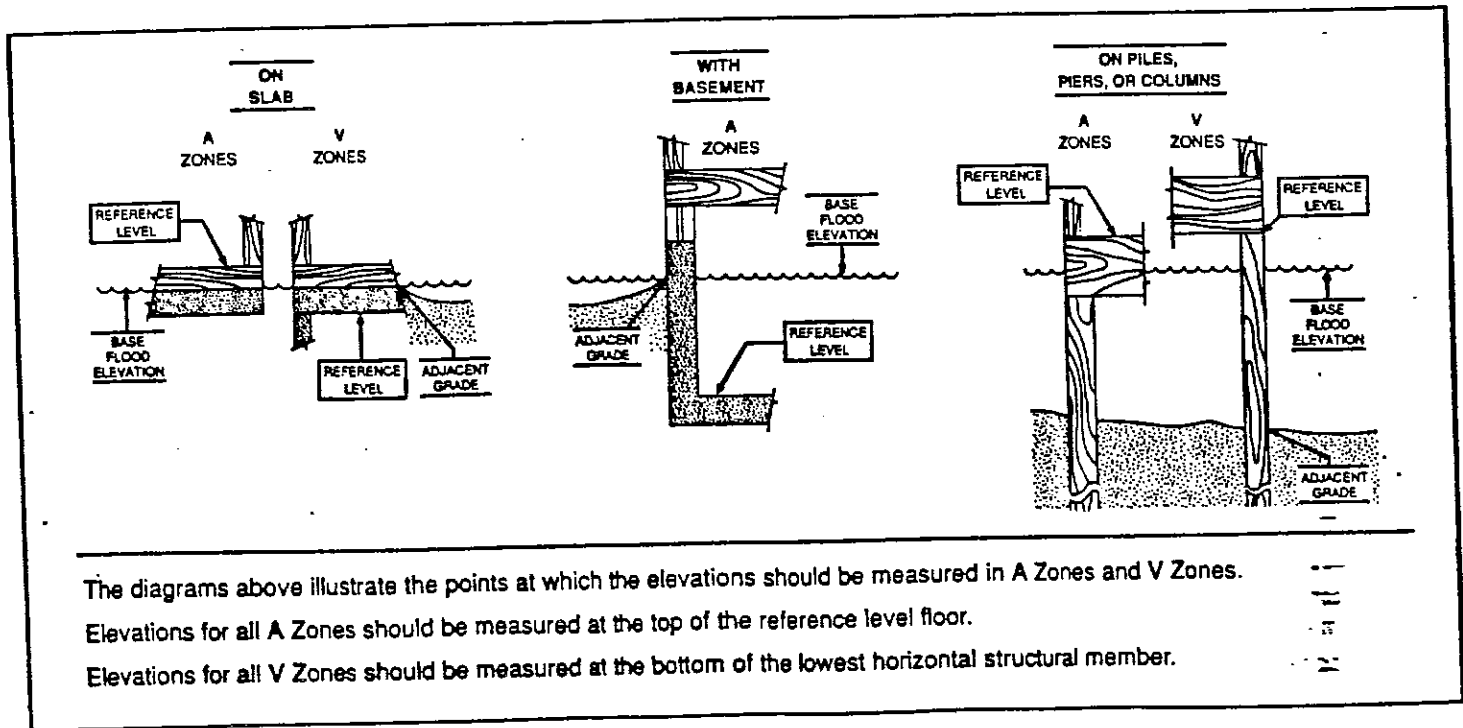 ON
SLAB
A
ZONES
V
ZONES
REFERENCE
LEVEL
BASE
FLOOD
ELEVATION
REFERENCE
LEVEL
ADJACENT
GRADE
WITH
BASEMENT
A
ZONES
BASE
FLOOD
ELEVATION
ADJACENT
GRADE
REFERENCE
LEVEL
ON PILES,
PIERS, OR COLUMNS
A
ZONES
V
ZONES
REFERENCE
LEVEL
REFERENCE
LEVEL
BASE
FLOOD
ELEVATION
ADJACENT
GRADE
The diagrams above illustrate the points at which the elevations should be measured in A Zones and V Zones.
Elevations for all A Zones should be measured at the top of the reference level floor.
Elevations for all V Zones should be measured at the bottom of the lowest horizontal structural member.